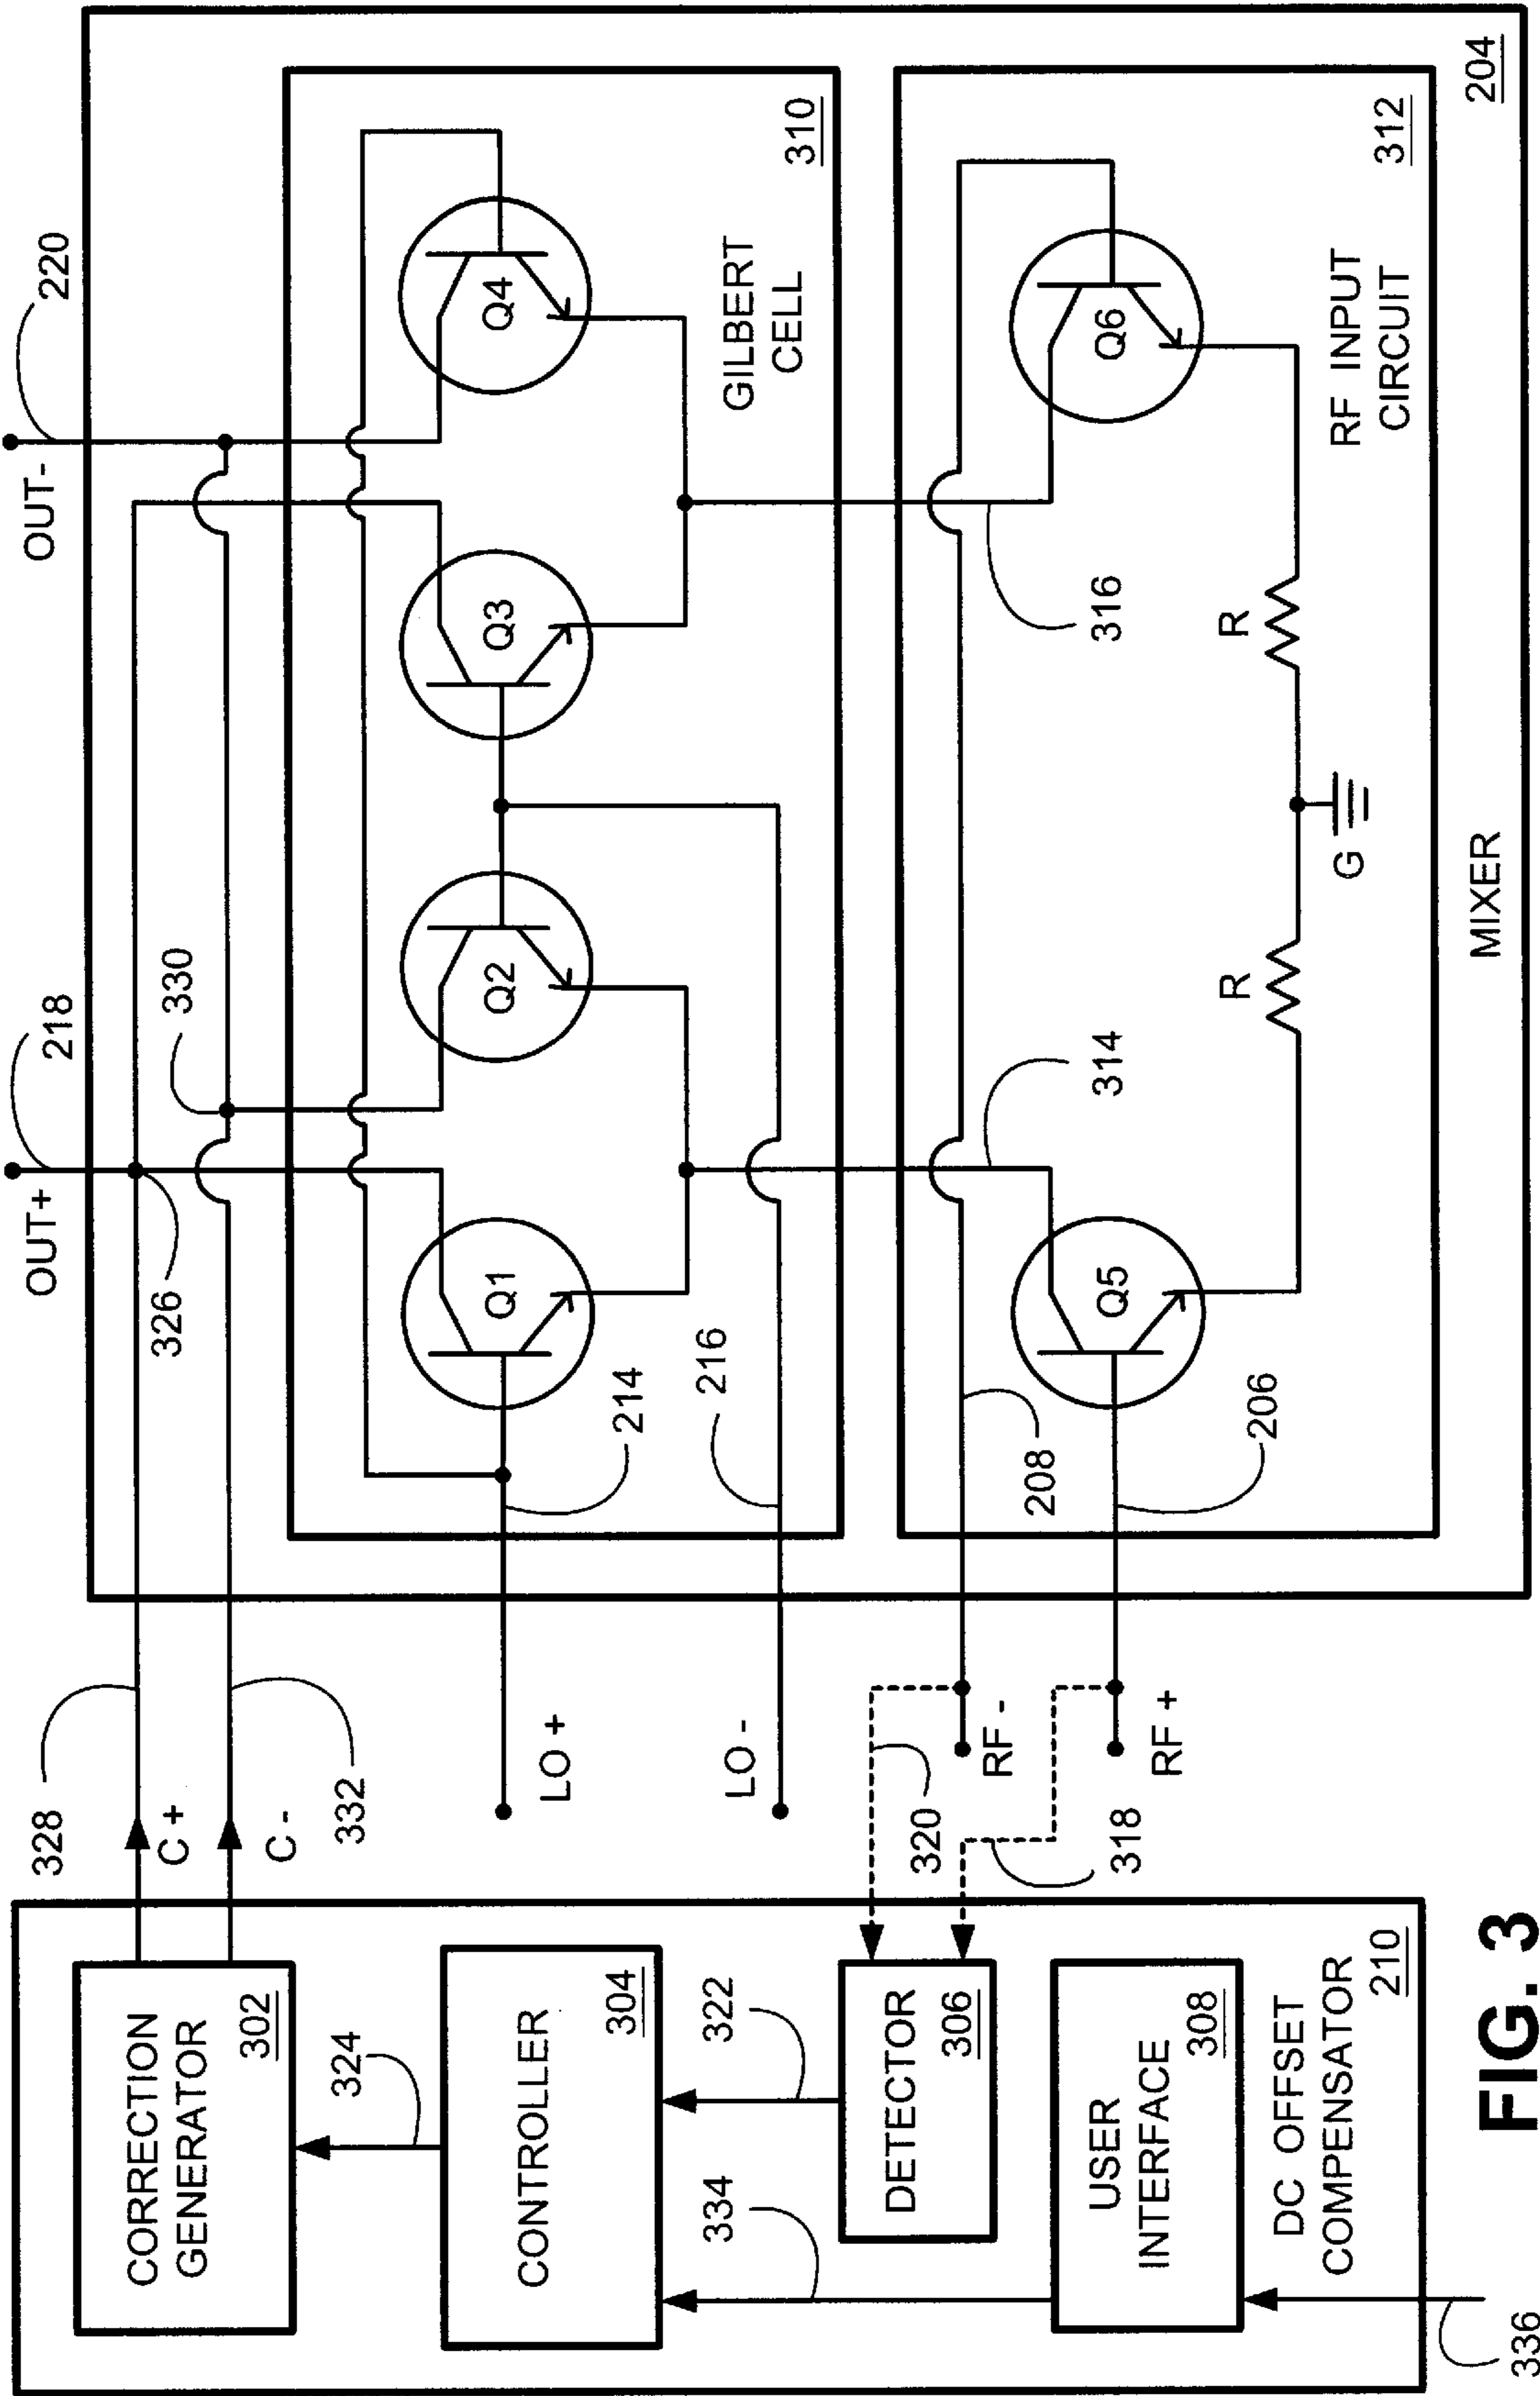 OUT+
218
OUT-
220
330
326
328
C +
C -
332
CORRECTION
GENERATOR
302
324
CONTROLLER
304
322
334
DETECTOR
306
USER
INTERFACE
308
DC OFFSET
COMPENSATOR
210
336
320
318
LO +
LO -
RF -
RF +
214
216
Q1
Q2
Q3
Q4
GILBERT
CELL
310
208
206
314
316
Q5
Q6
R
R
G
RF INPUT
CIRCUIT
312
MIXER
204
FIG. 3